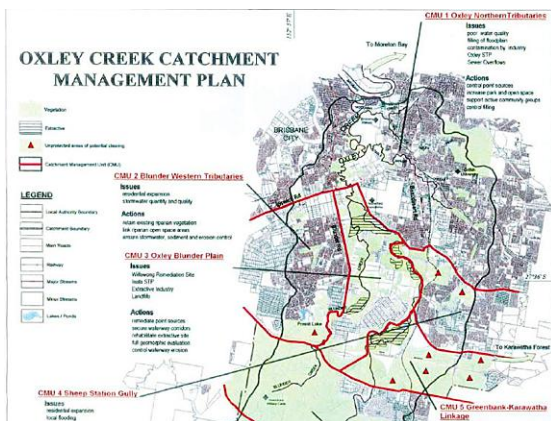 OXLEY CREEK CATCHMENT
MANAGEMENT PLAN
CMU 1 Oxley Northern Tributaries
Issues
poor water quality
filling of floodplain
contamination by industry
Oxley STP
Sewer Overflows
Actions
control point sources
increase park and open space
support active community groups
control filling
To Moreton Bay
BRISBANE
CITY
Vegetation
Extractive
Unprotected areas of potential clearing
Catchment Management Unit (CMU)
LEGEND
Local Authority Boundary
Catchment Boundary
Main Roads
Railway
Major Streams
Minor Streams
Lakes / Ponds
CMU 2 Blunder Western Tributaries
Issues
residential expansion
stormwater quantity and quality
Actions
retain existing riparian vegetation
link riparian open space areas
ensure stormwater, sediment and erosion control
CMU 3 Oxley Blunder Plain
Issues
Willawong Remediation Site
Inala STP
Extractive Industry
Landfills
Actions
remediate point sources
secure waterway corridors
rehabilitate extractive site
full geomorphic evaluation
control waterway erosion
Forest Lake
To Karawatha Forest
CMU 4 Sheep Station Gully
Issues
residential expansion
local flooding
CMU 5 Greenbank-Karawatha
Linkage